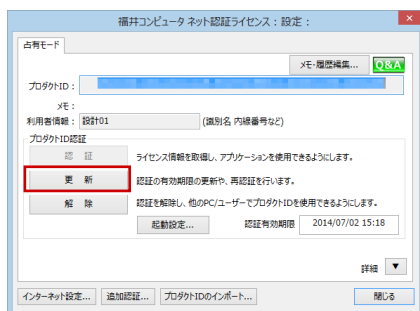 福井コンピュータ ネット認証ライセンス：設定：
占有モード
メモ・履歴編集... Q&A
プロダクトID：
メモ：
利用者情報： 設計01 (識別名 内線番号など)
プロダクトID認証
認 証 ライセンス情報を取得し、アプリケーションを使用できるようにします。
更 新 認証の有効期限の更新や、再認証を行います。
解 除 認証を解除し、他のPC/ユーザーでプロダクトIDを使用できるようにします。
起動設定... 認証有効期限 2014/07/02 15:18
詳細 ▼
インターネット設定... 追加認証... プロダクトIDのインポート... 閉じる